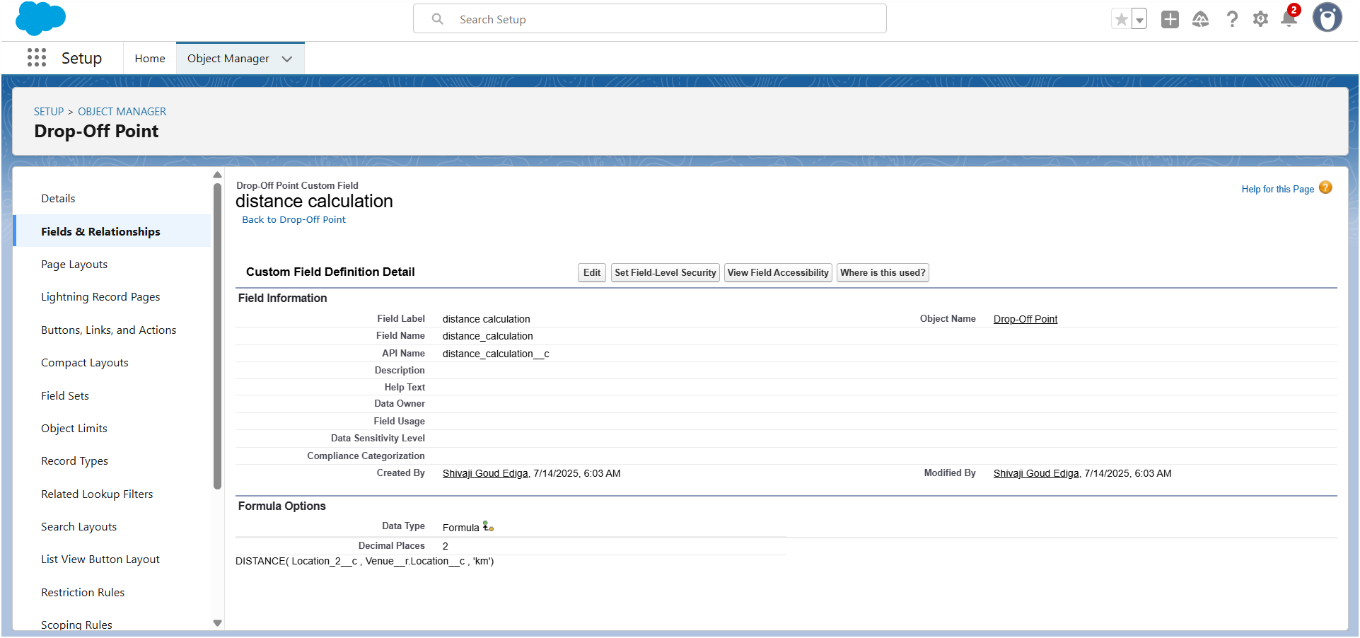 Search Setup
2
Setup
Home
Object Manager
SETUP > OBJECT MANAGER
Drop-Off Point
Details
Fields & Relationships
Page Layouts
Lightning Record Pages
Buttons, Links, and Actions
Compact Layouts
Field Sets
Object Limits
Record Types
Related Lookup Filters
Search Layouts
List View Button Layout
Restriction Rules
Scoping Rules
Drop-Off Point Custom Field
distance calculation
Back to Drop-Off Point
Help for this Page ?
Custom Field Definition Detail
Edit
Set Field-Level Security
View Field Accessibility
Where is this used?
Field Information
Field Label distance calculation
Object Name Drop-Off Point
Field Name distance_calculation
API Name distance_calculation__c
Description
Help Text
Data Owner
Field Usage
Data Sensitivity Level
Compliance Categorization
Created By Shivaji Goud Ediga, 7/14/2025, 6:03 AM
Modified By Shivaji Goud Ediga, 7/14/2025, 6:03 AM
Formula Options
Data Type Formula
Decimal Places 2
DISTANCE( Location_2__c , Venue__r.Location__c , 'km')